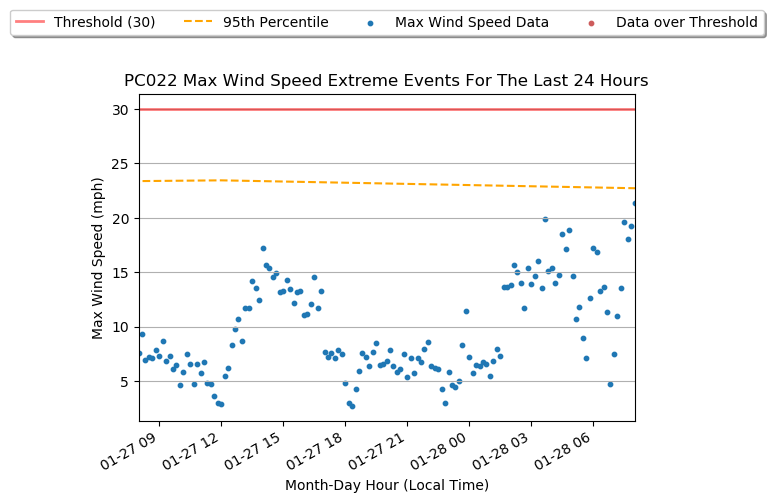 Threshold (30) 95th Percentile Max Wind Speed Data Data over Threshold
PC022 Max Wind Speed Extreme Events For The Last 24 Hours
Max Wind Speed (mph)
30
25
20
15
10
5
01-27 09 01-27 12 01-27 15 01-27 18 01-27 21 01-28 00 01-28 03 01-28 06
Month-Day Hour (Local Time)